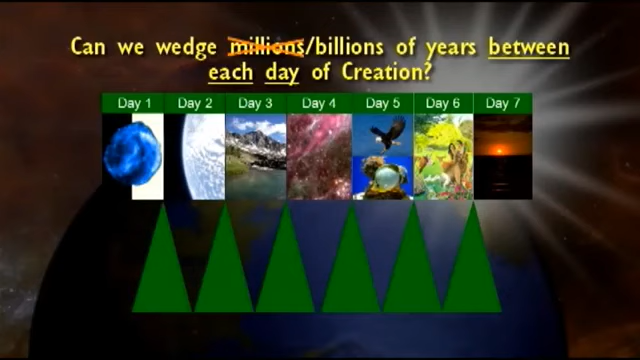 Can we wedge millions/billions of years between
each day of Creation?
Day 1 Day 2 Day 3 Day 4 Day 5 Day 6 Day 7